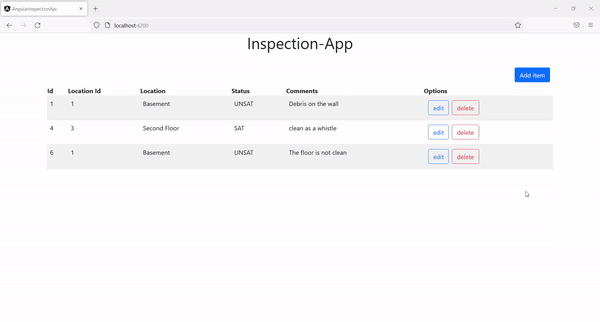 AngularInspectionApi
localhost:4200
Inspection-App
Add item
Id Location Id Location Status Comments Options
1 1 Basement UNSAT Debris on the wall edit delete
4 3 Second Floor SAT clean as a whistle edit delete
6 1 Basement UNSAT The floor is not clean edit delete